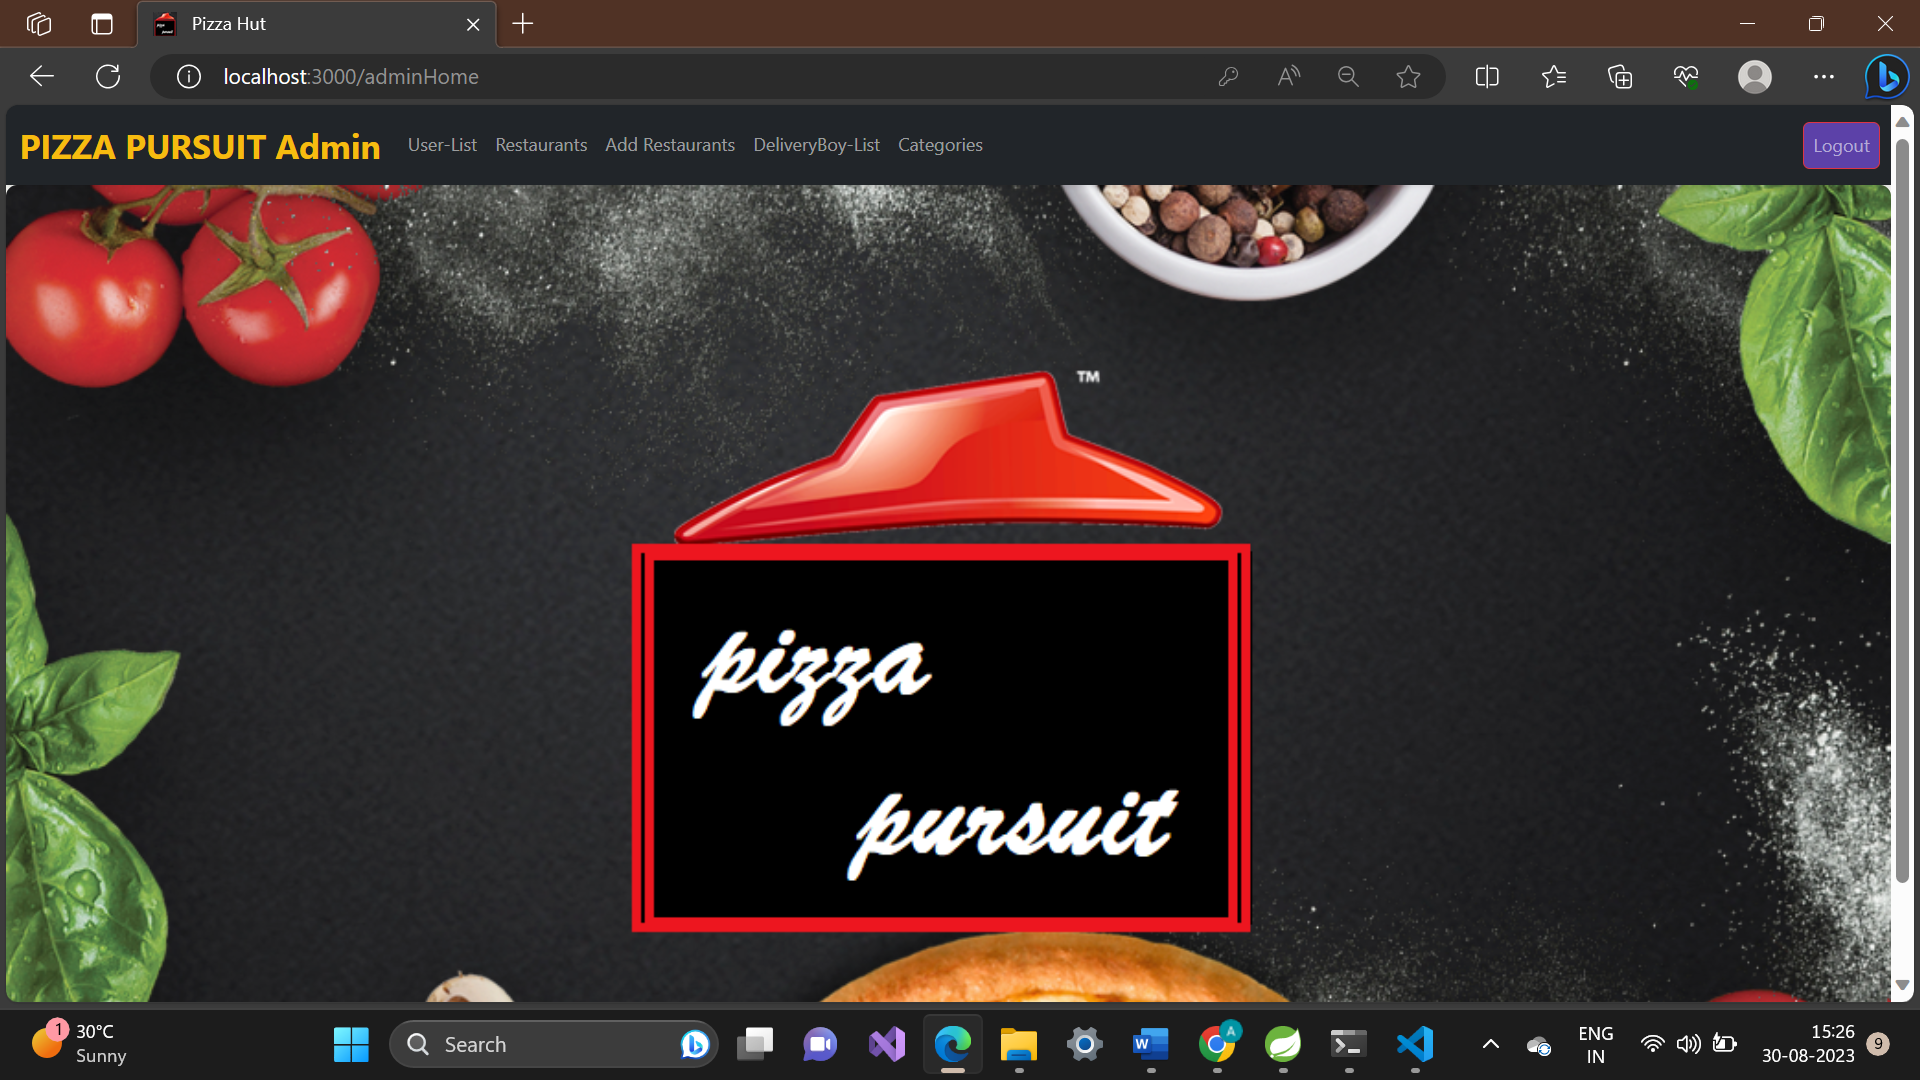 Pizza Hut
localhost:3000/adminHome
PIZZA PURSUIT Admin
User-List
Restaurants
Add Restaurants
DeliveryBoy-List
Categories
Logout
TM
pizza
pursuit
1
30°C
Sunny
Search
A
ENG
IN
15:26
30-08-2023
9